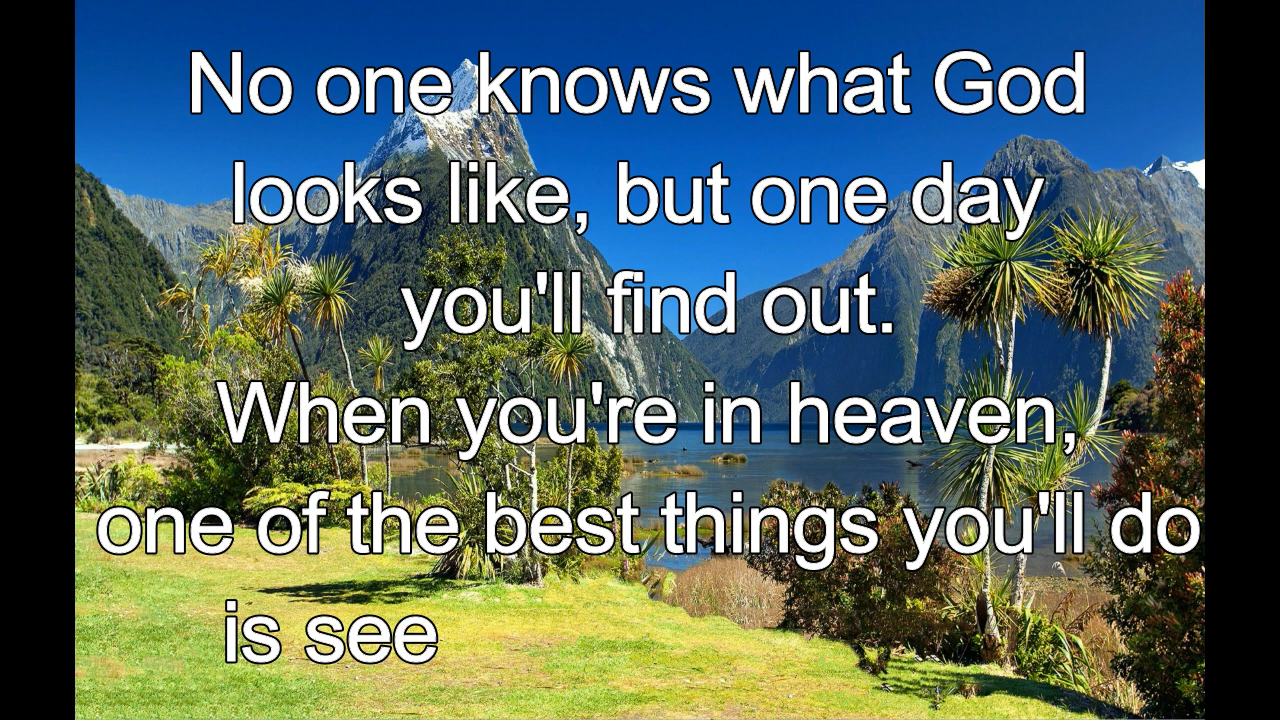 No one knows what God
looks like, but one day
you'll find out.
When you're in heaven,
one of the best things you'll do
is see